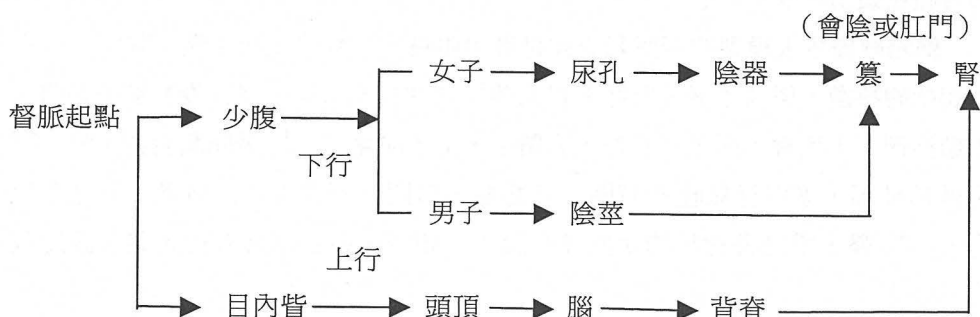 （會陰或肛門）
女子 尿孔 陰器 篡 腎
督脈起點 少腹
下行
男子 陰莖
上行
目內眥 頭頂 腦 背脊